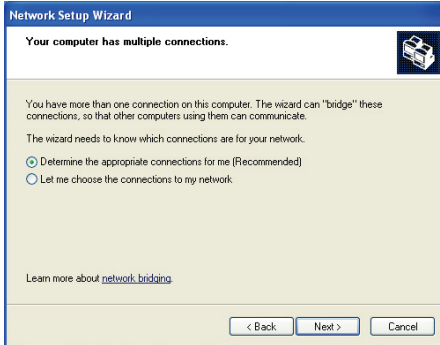 Network Setup Wizard
Your computer has multiple connections.
You have more than one connection on this computer. The wizard can "bridge" these
connections, so that other computers using them can communicate.
The wizard needs to know which connections are for your network.
Determine the appropriate connections for me (Recommended)
Let me choose the connections to my network
Learn more about network bridging.
< Back Next > Cancel